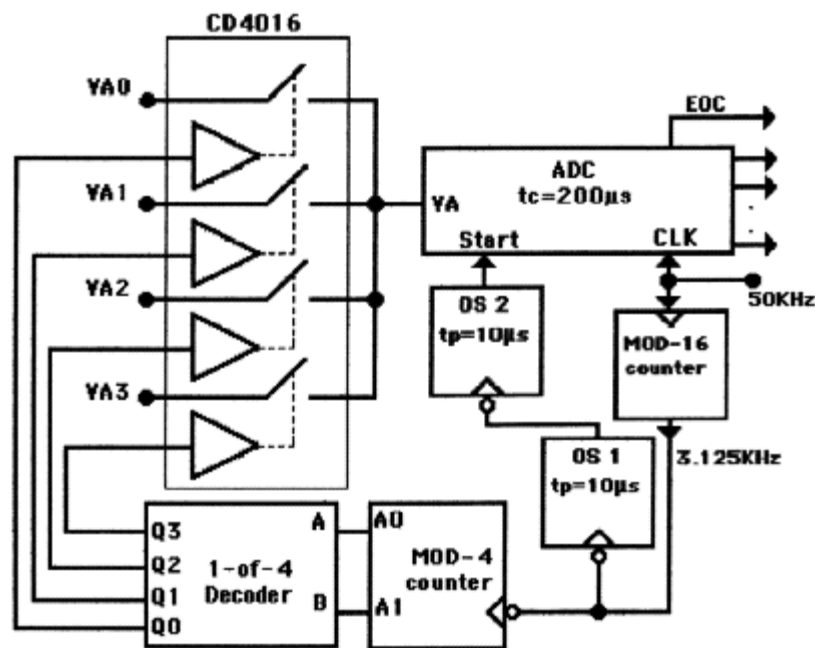 CD4016
VA0
VA1
VA2
VA3
EOC
ADC
tc=200µs
VA
Start
CLK
50KHz
OS 2
tp=10µs
MOD-16
counter
OS 1
tp=10µs
3.125KHz
Q3
Q2
Q1
Q0
1-of-4
Decoder
A
B
A0
A1
MOD-4
counter